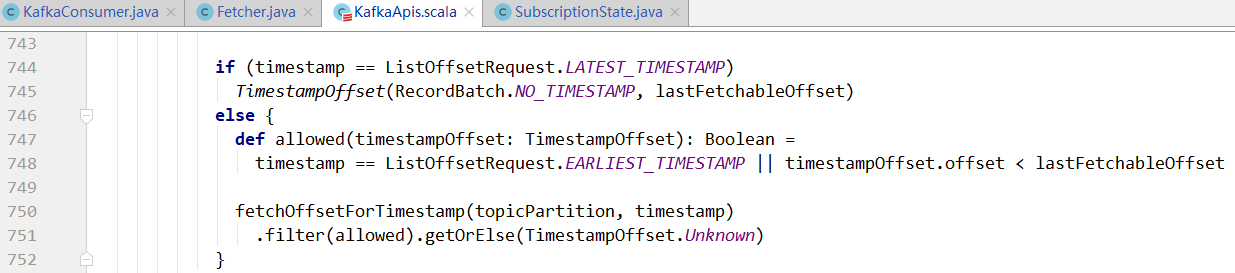 KafkaConsumer.java × Fetcher.java × KafkaApis.scala × SubscriptionState.java ×
743
744 if (timestamp == ListOffsetRequest.LATEST_TIMESTAMP)
745 TimestampOffset(RecordBatch.NO_TIMESTAMP, lastFetchableOffset)
746 else {
747 def allowed(timestampOffset: TimestampOffset): Boolean =
748 timestamp == ListOffsetRequest.EARLIEST_TIMESTAMP || timestampOffset.offset < lastFetchableOffset
749
750 fetchOffsetForTimestamp(topicPartition, timestamp)
751 .filter(allowed).getOrElse(TimestampOffset.Unknown)
752 }